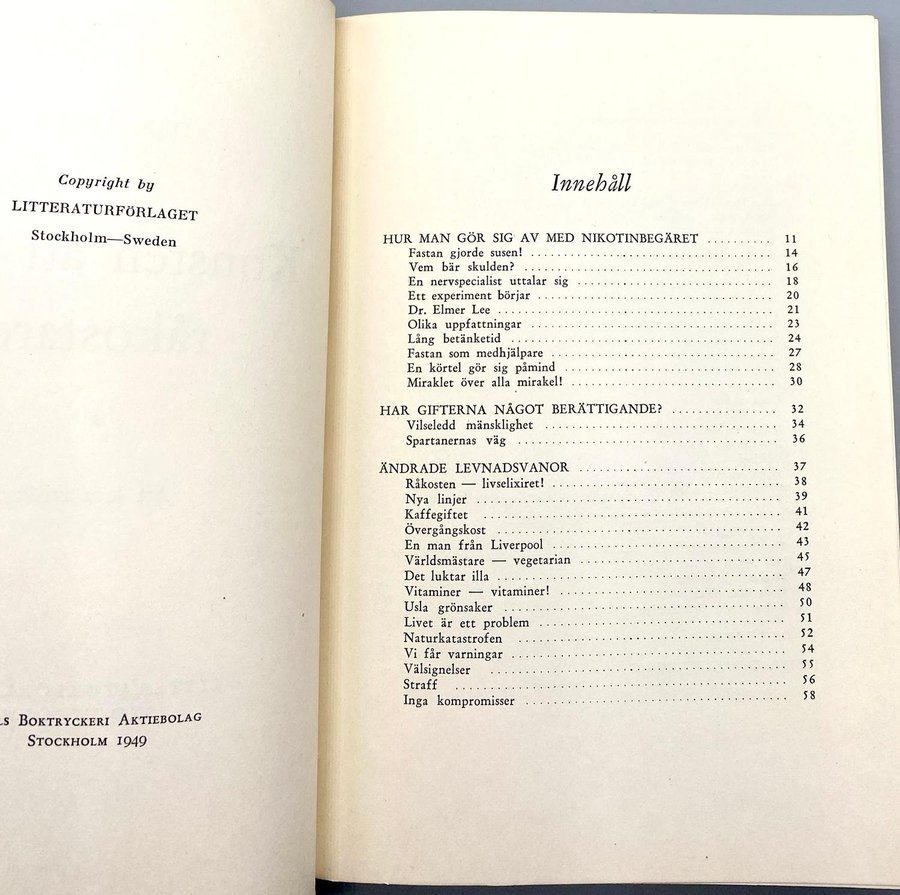 Copyright by
LITTERATURFÖRLAGET
Stockholm—Sweden
BOKTRYCKERI AKTIEBOLAG
STOCKHOLM 1949
Innehåll
HUR MAN GÖR SIG AV MED NIKOTINBEGÄRET .......... 11
Fastan gjorde susen! .......... 14
Vem bär skulden? .......... 16
En nervspecialist uttalar sig .......... 18
Ett experiment börjar .......... 20
Dr. Elmer Lee .......... 21
Olika uppfattningar .......... 23
Lång betänketid .......... 24
Fastan som medhjälpare .......... 27
En körtel gör sig påmind .......... 28
Miraklet över alla mirakel! .......... 30
HAR GIFTERNA NÅGOT BERÄTTIGANDE? .......... 32
Vilseledd mänsklighet .......... 34
Spartanernas väg .......... 36
ÄNDRADE LEVNADSVANOR .......... 37
Råkosten — livselixiret! .......... 38
Nya linjer .......... 39
Kaffegiftet .......... 41
Övergångskost .......... 42
En man från Liverpool .......... 43
Världsmästare — vegetarian .......... 45
Det luktar illa .......... 47
Vitaminer — vitaminer! .......... 48
Usla grönsaker .......... 50
Livet är ett problem .......... 51
Naturkatastrofen .......... 52
Vi får varningar .......... 54
Välsignelser .......... 55
Straff .......... 56
Inga kompromisser .......... 58